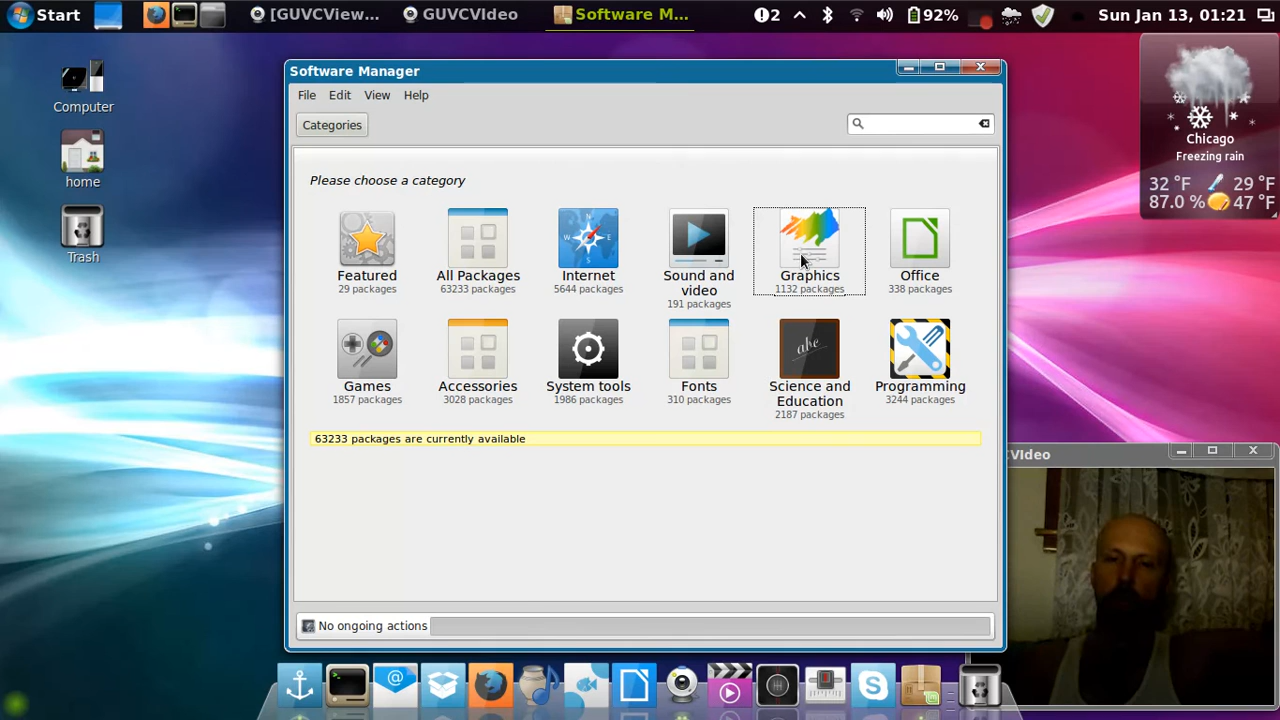 Start
[GUVCView...
GUVCVIdeo
Software M...
2
92%
Sun Jan 13, 01:21
Computer
home
Trash
Software Manager
File Edit View Help
Categories
Please choose a category
Featured
29 packages
All Packages
63233 packages
Internet
5644 packages
Sound and
video
191 packages
Graphics
1132 packages
Office
338 packages
Games
1857 packages
Accessories
3028 packages
System tools
1986 packages
Fonts
310 packages
abc
Science and
Education
2187 packages
Programming
3244 packages
63233 packages are currently available
No ongoing actions
Chicago
Freezing rain
32 °F 29 °F
87.0 % 47 °F
CVIdeo